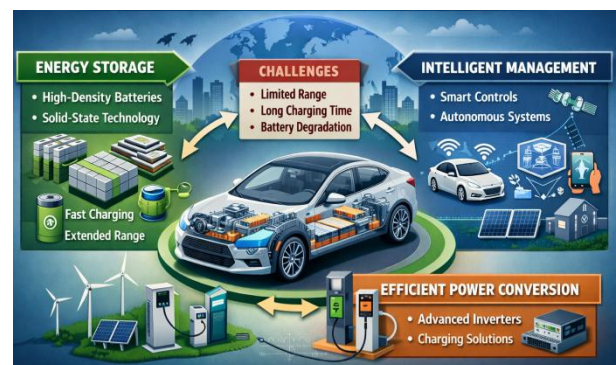 ENERGY STORAGE
• High-Density Batteries
• Solid-State Technology
Fast Charging
Extended Range
CHALLENGES
• Limited Range
• Long Charging Time
• Battery Degradation
INTELLIGENT MANAGEMENT
• Smart Controls
• Autonomous Systems
EFFICIENT POWER CONVERSION
• Advanced Inverters
• Charging Solutions